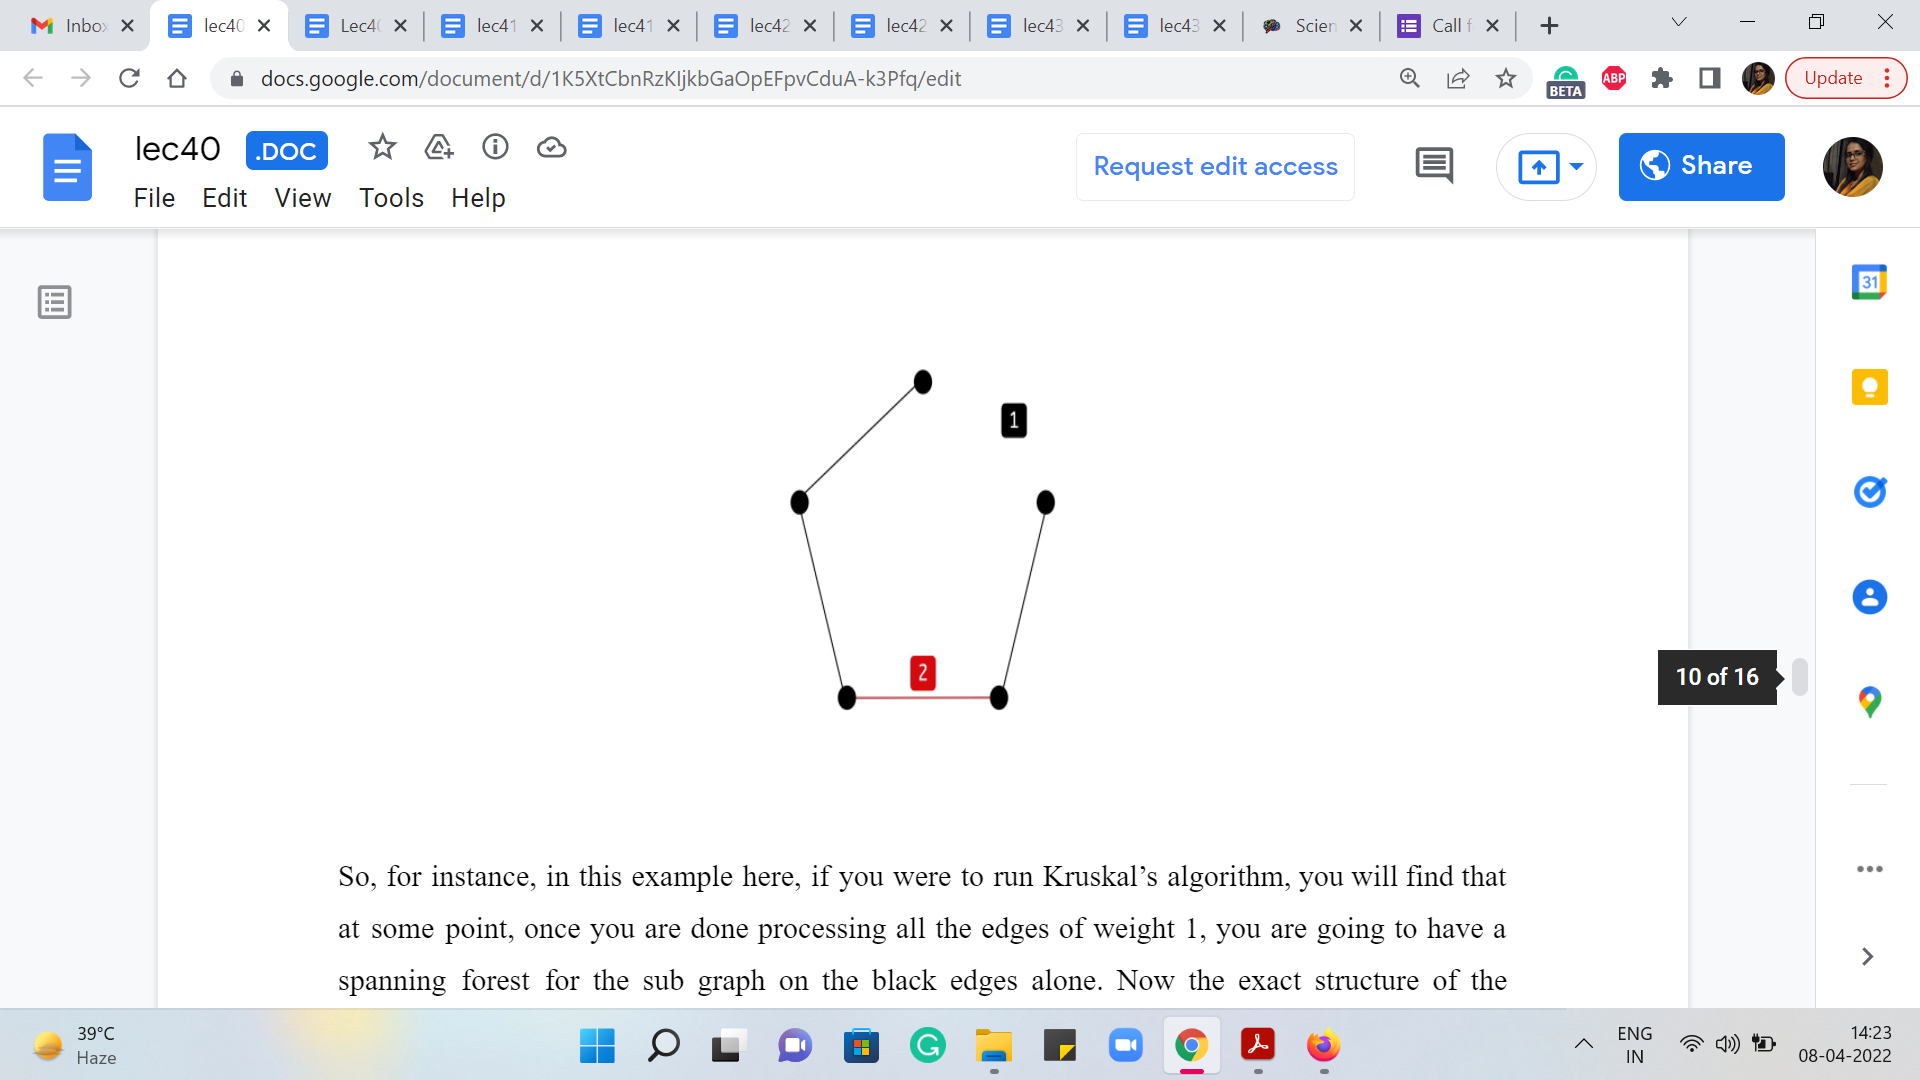 Inbox
lec40
Lec40
lec41
lec41
lec42
lec42
lec43
lec43
Scien
Call f
docs.google.com/document/d/1K5XtCbnRzKIjkbGaOpEFpvCduA-k3Pfq/edit
BETA
ABP
Update
lec40
.DOC
File Edit View Tools Help
Request edit access
Share
31
1
2
10 of 16
So, for instance, in this example here, if you were to run Kruskal’s algorithm, you will find that
at some point, once you are done processing all the edges of weight 1, you are going to have a
spanning forest for the sub graph on the black edges alone. Now the exact structure of the
39°C
Haze
ENG
IN
14:23
08-04-2022